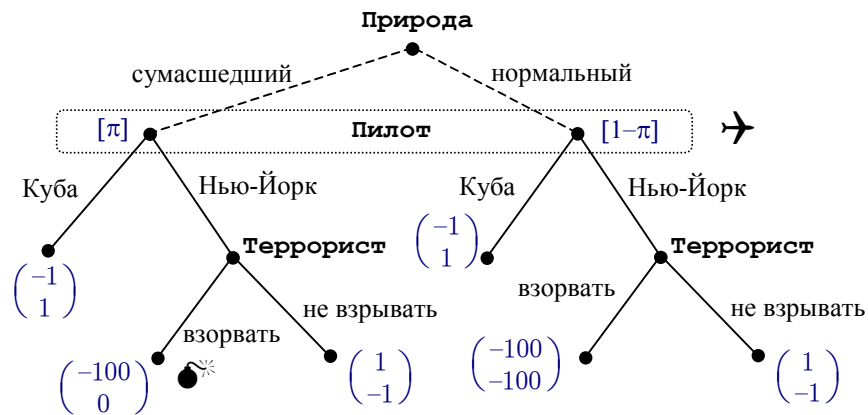 Природа
сумасшедший
нормальный
[π]
Пилот
[1–π]
Куба
Нью-Йорк
Куба
Нью-Йорк
Террорист
Террорист
(–1
1)
(–1
1)
взорвать
не взрывать
взорвать
не взрывать
(–100
0)
(1
–1)
(–100
–100)
(1
–1)